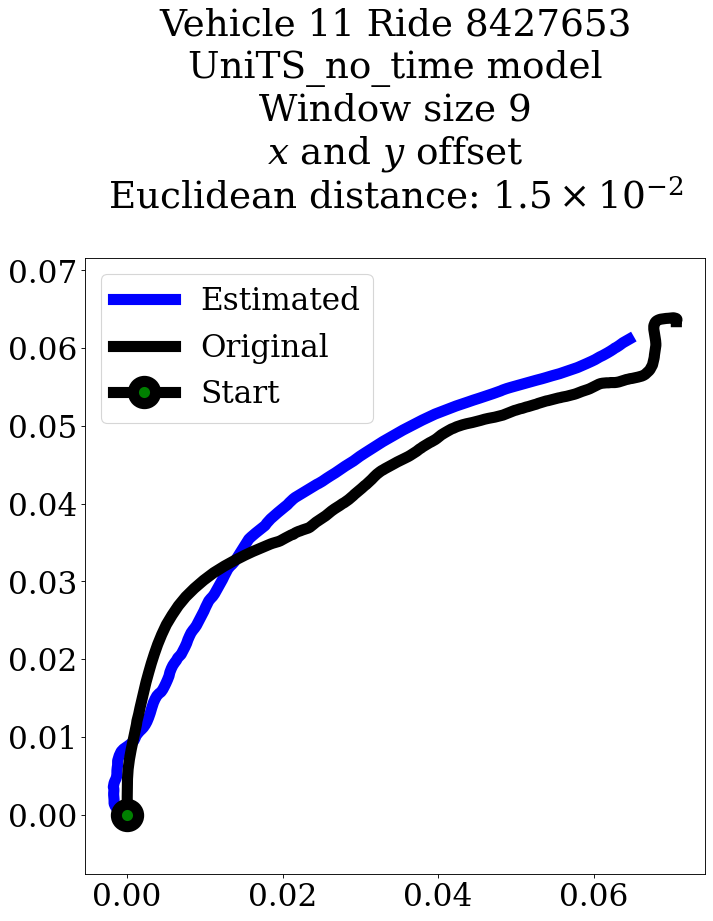 Vehicle 11 Ride 8427653
UniTS_no_time model
Window size 9
x and y offset
Euclidean distance: 1.5 × 10⁻²
0.07
0.06
0.05
0.04
0.03
0.02
0.01
0.00
Estimated
Original
Start
0.00 0.02 0.04 0.06